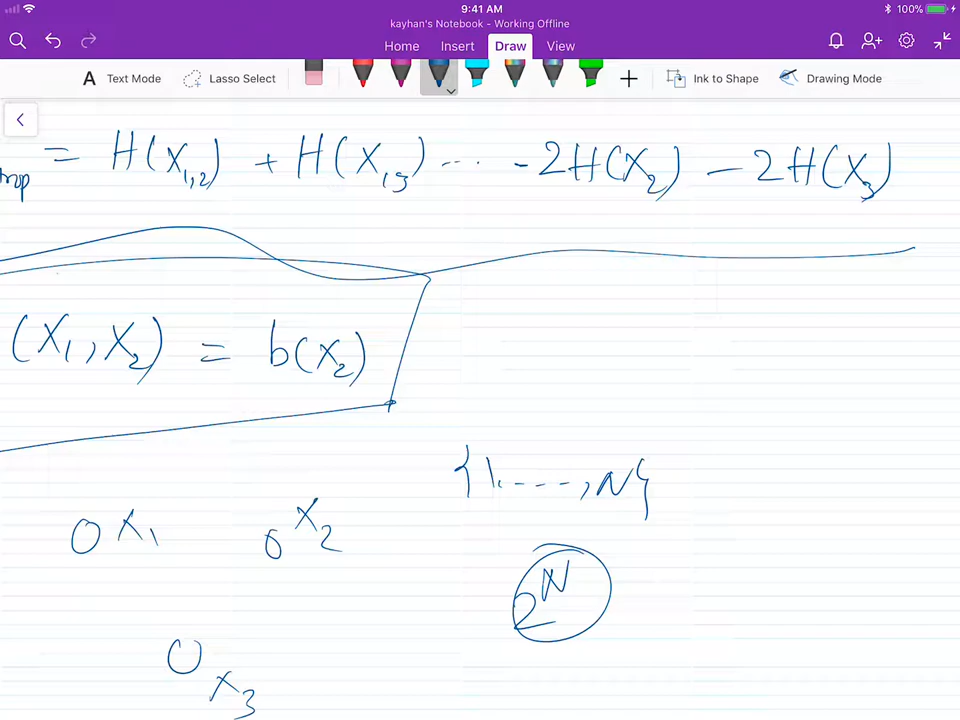 9:41 AM
100%
kayhan's Notebook - Working Offline
Home Insert Draw View
A Text Mode Lasso Select Ink to Shape Drawing Mode
= H(X1,2) + H(X1,3) ... -2H(X2) - 2H(X3)
rop
(X1, X2) = b(X2)
{1, ..., N}
X1 X2
2^N
X3